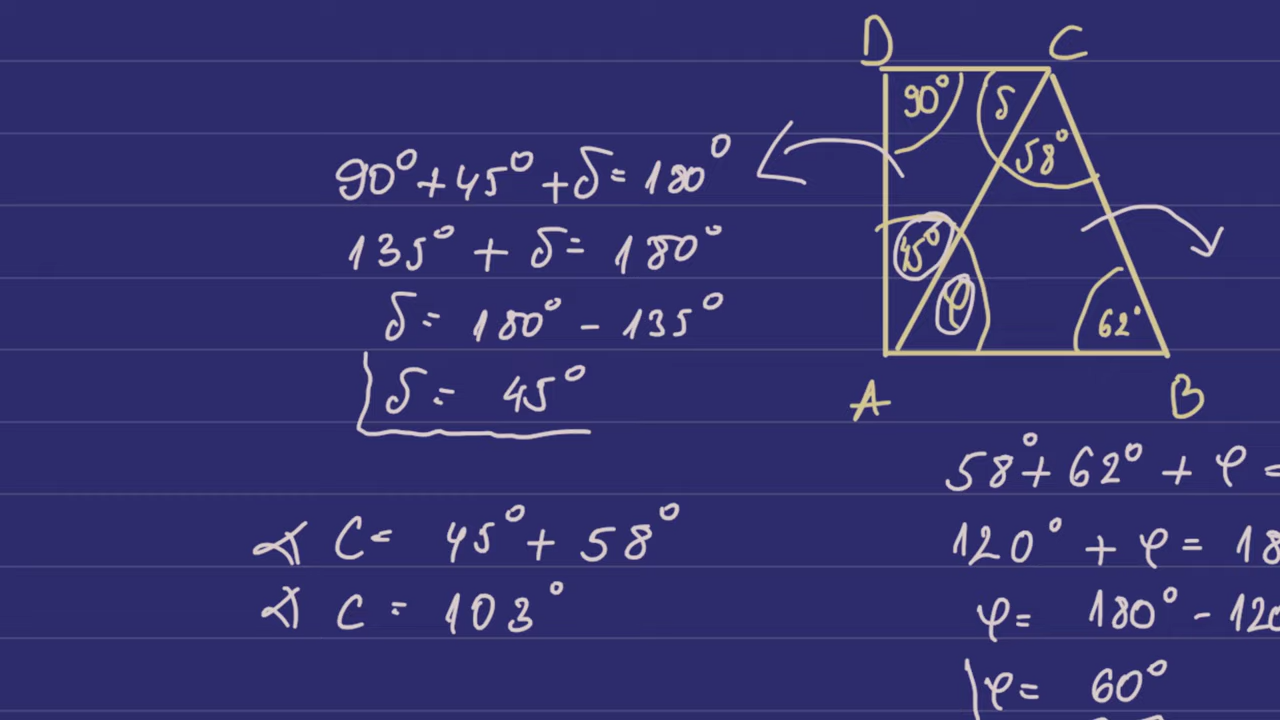 D C
90° δ
58°
45°
φ
62°
A B
90° + 45° + δ = 180°
135° + δ = 180°
δ = 180° - 135°
δ = 45°
∢ C = 45° + 58°
∢ C = 103°
58° + 62° + φ =
120° + φ = 18
φ = 180° - 120
φ = 60°